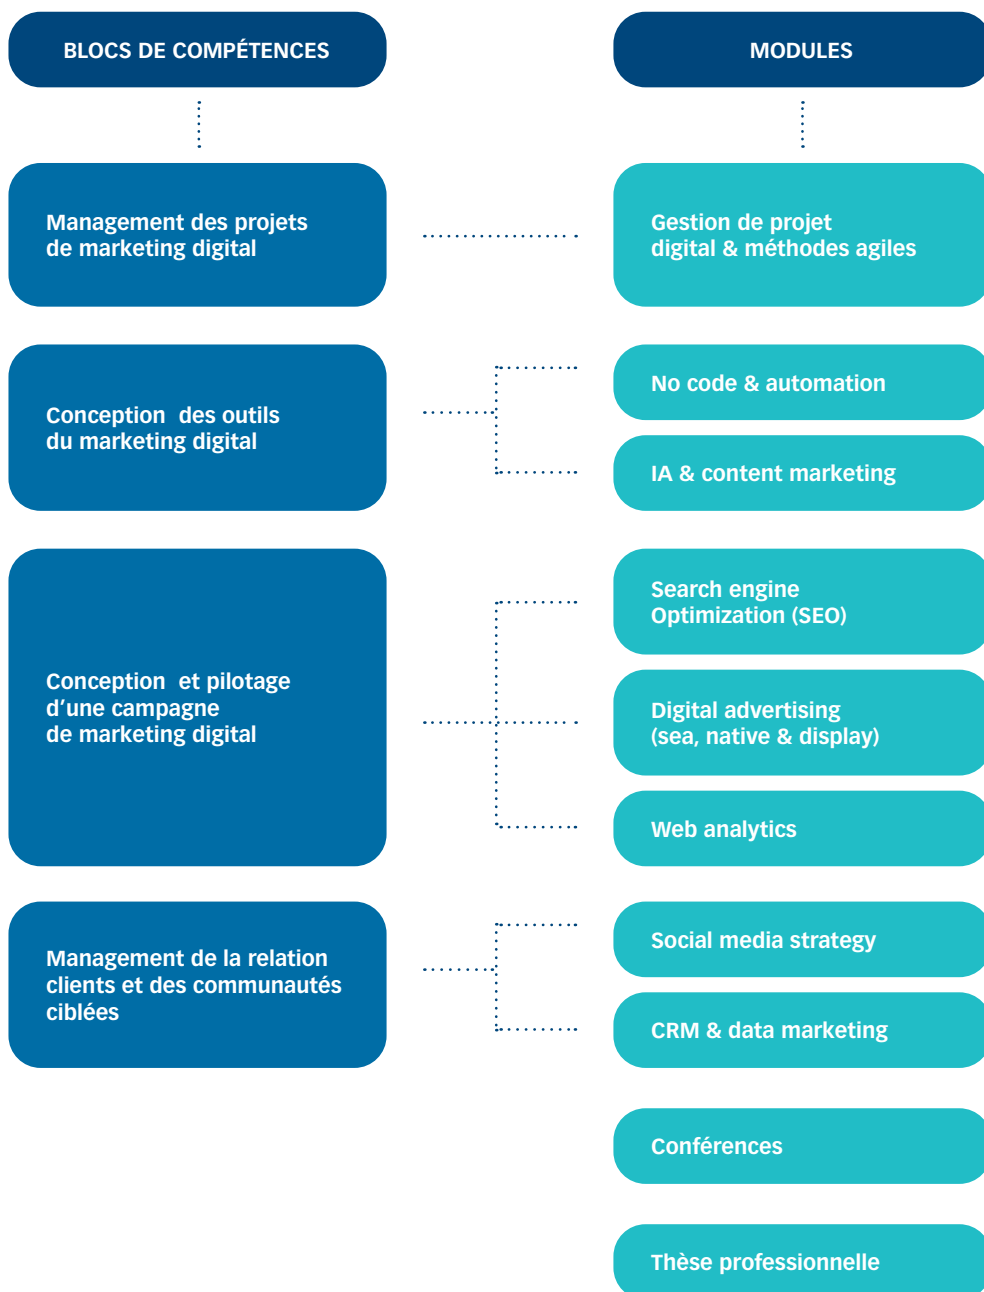 BLOCS DE COMPÉTENCES
MODULES
Management des projets
de marketing digital
Gestion de projet
digital & méthodes agiles
Conception des outils
du marketing digital
No code & automation
IA & content marketing
Conception et pilotage
d’une campagne
de marketing digital
Search engine
Optimization (SEO)
Digital advertising
(sea, native & display)
Web analytics
Management de la relation
clients et des communautés
ciblées
Social media strategy
CRM & data marketing
Conférences
Thèse professionnelle